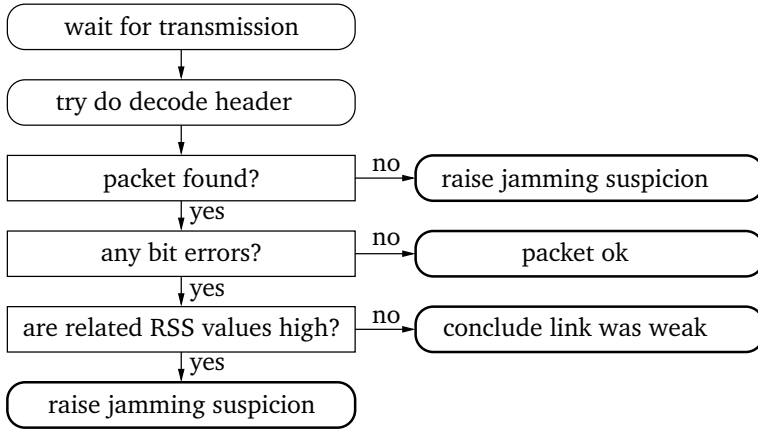 wait for transmission
try do decode header
packet found?
no
raise jamming suspicion
yes
any bit errors?
no
packet ok
yes
are related RSS values high?
no
conclude link was weak
yes
raise jamming suspicion